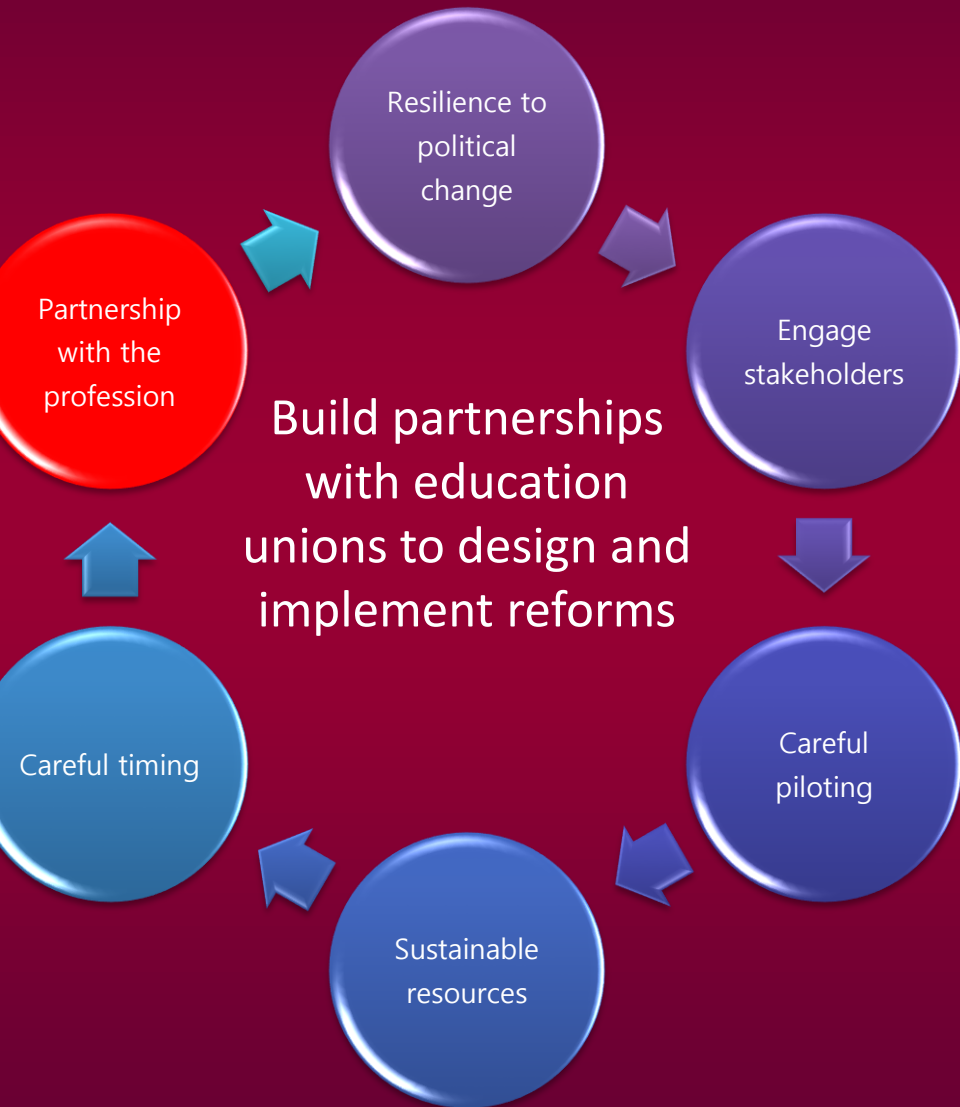 Resilience to
political
change
Engage
stakeholders
Careful
piloting
Sustainable
resources
Careful timing
Partnership
with the
profession
Build partnerships
with education
unions to design and
implement reforms